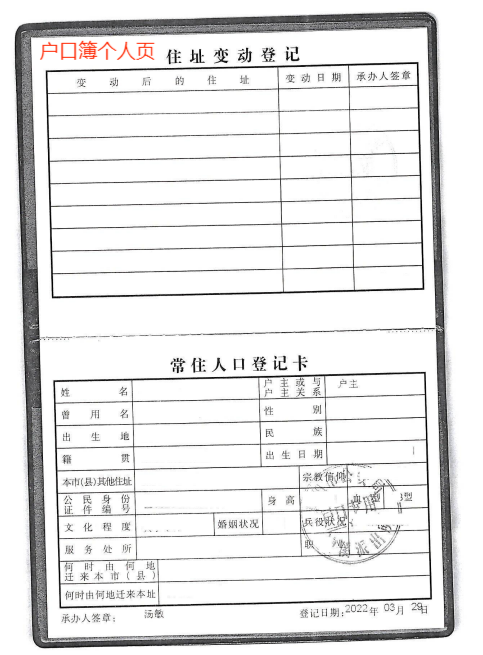 户口簿个人页
住址变动登记
变动后的住址 变动日期 承办人签章
常住人口登记卡
姓名 户主或与户主关系 户主
曾用名 性别
出生地 民族
籍贯 出生日期
本市(县)其他住址 宗教信仰
公民身份证件编号 身高 血型 型
文化程度 婚姻状况 兵役状况
服务处所 职
何时由何地迁来本市(县)
何时由何地迁来本址
承办人签章: 汤敏 登记日期:2022年03月29日